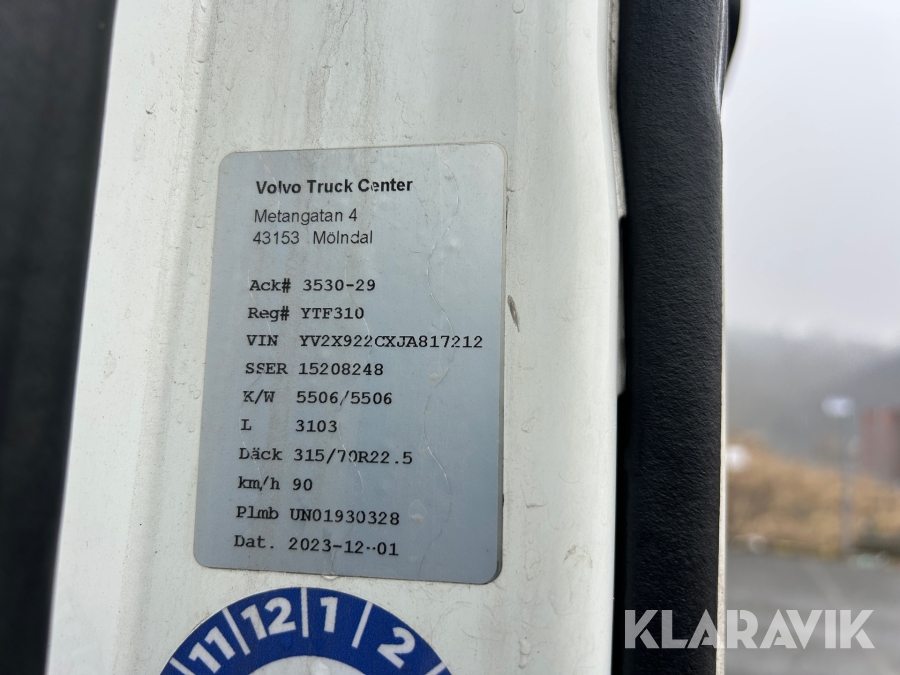 Volvo Truck Center
Metangatan 4
43153 Mölndal
Ack# 3530-29
Reg# YTF310
VIN YV2X922CXJA817212
SSER 15208248
K/W 5506/5506
L 3103
Däck 315/70R22.5
km/h 90
Plmb UN01930328
Dat. 2023-12-01
11 12 1 2
KLARAVIK